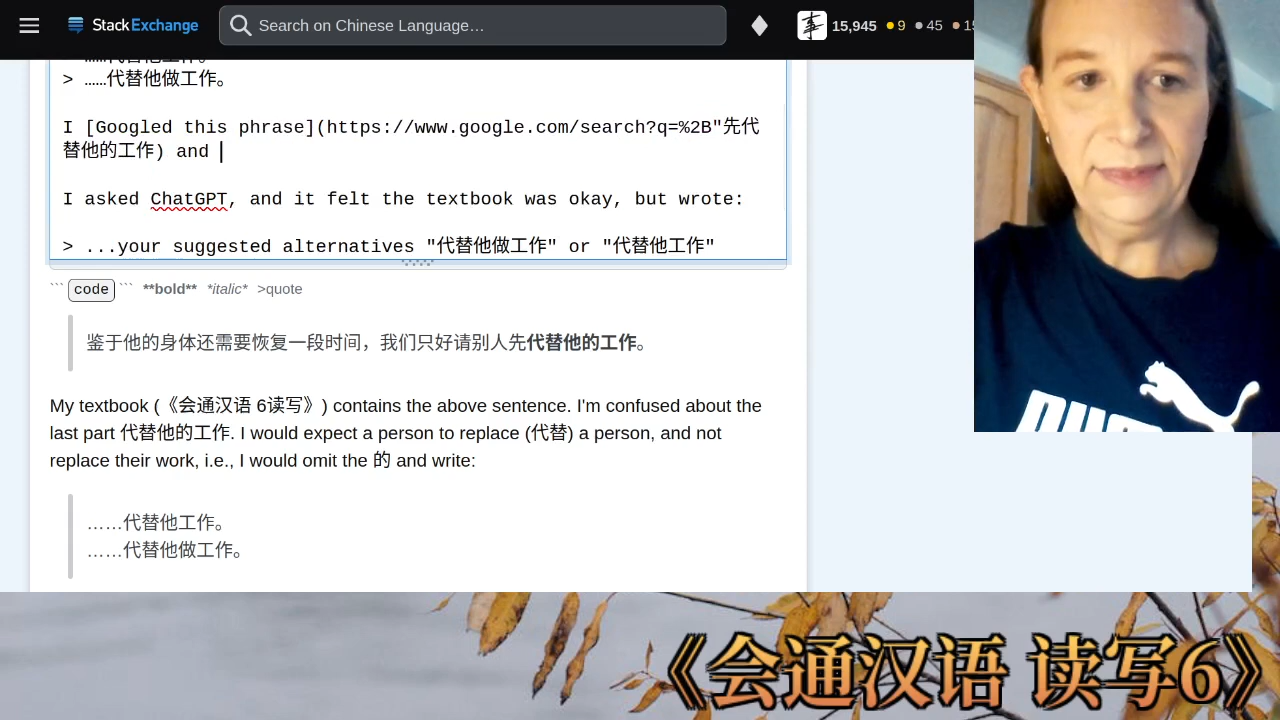 StackExchange
Search on Chinese Language…
15,945 9 45
> ……代替他做工作。
I [Googled this phrase](https://www.google.com/search?q=%2B"先代
替他的工作) and
I asked ChatGPT, and it felt the textbook was okay, but wrote:
> ...your suggested alternatives "代替他做工作" or "代替他工作"
``` code ``` **bold** *italic* >quote
鉴于他的身体还需要恢复一段时间，我们只好请别人先代替他的工作。
My textbook (《会通汉语 6读写》) contains the above sentence. I'm confused about the
last part 代替他的工作. I would expect a person to replace (代替) a person, and not
replace their work, i.e., I would omit the 的 and write:
……代替他工作。
……代替他做工作。
《会通汉语 读写6》